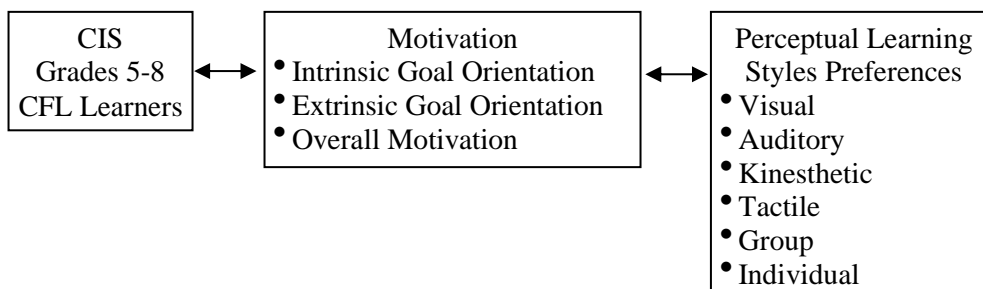 CIS
Grades 5-8
CFL Learners
Motivation
• Intrinsic Goal Orientation
• Extrinsic Goal Orientation
• Overall Motivation
Perceptual Learning
Styles Preferences
• Visual
• Auditory
• Kinesthetic
• Tactile
• Group
• Individual